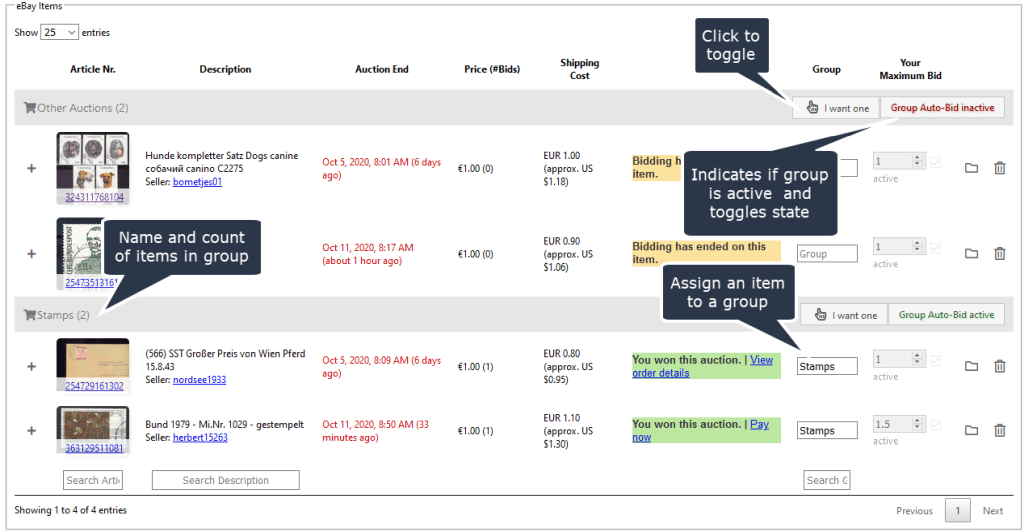 eBay Items
Show 25 entries
Click to
toggle
Article Nr.
Description
Auction End
Price (#Bids)
Shipping
Cost
Group
Your
Maximum Bid
Other Auctions (2)
I want one
Group Auto-Bid inactive
324311768104
Hunde kompletter Satz Dogs canine
собачий canino C2275
Seller: bometjes01
Oct 5, 2020, 8:01 AM (6 days
ago)
€1.00 (0)
EUR 1.00
(approx. US
$1.18)
Bidding h
item.
1
active
Indicates if group
is active and
toggles state
Name and count
of items in group
2547351316
Oct 11, 2020, 8:17 AM
(about 1 hour ago)
€1.00 (0)
EUR 0.90
(approx. US
$1.06)
Bidding has ended on this
item.
Group
1
active
Assign an item
to a group
Stamps (2)
I want one
Group Auto-Bid active
254729161302
(566) SST Großer Preis von Wien Pferd
15.8.43
Seller: nordsee1933
Oct 5, 2020, 8:09 AM (6 days
ago)
€1.00 (1)
EUR 0.80
(approx. US
$0.95)
You won this auction. | View
order details
Stamps
1
active
363129511081
Bund 1979 - Mi.Nr. 1029 - gestempelt
Seller: herbert15263
Oct 11, 2020, 8:50 AM (33
minutes ago)
€1.00 (1)
EUR 1.10
(approx. US
$1.30)
You won this auction. | Pay
now
Stamps
1.5
active
Search Artic
Search Description
Search G
Showing 1 to 4 of 4 entries
Previous 1 Next